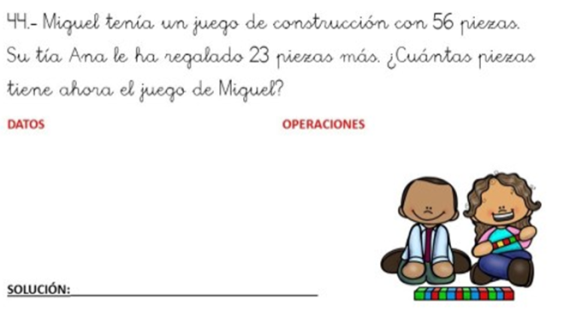 44.- Miguel tenía un juego de construcción con 56 piezas.
Su tía Ana le ha regalado 23 piezas más. ¿Cuántas piezas
tiene ahora el juego de Miguel?
DATOS OPERACIONES
SOLUCIÓN: